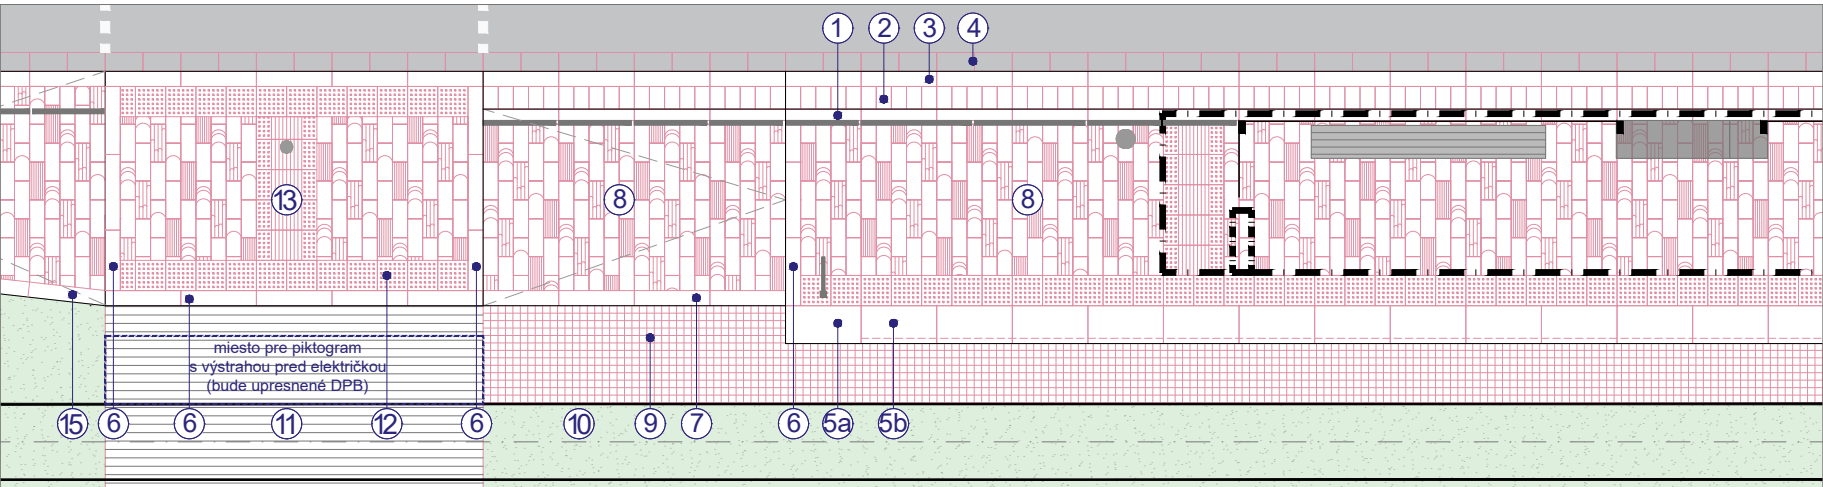 1 2 3 4
13 8 8
miesto pre piktogram
s výstrahou pred električkou
(bude upresnené DPB)
15 6 6 11 12 6 10 9 7 6 5a 5b